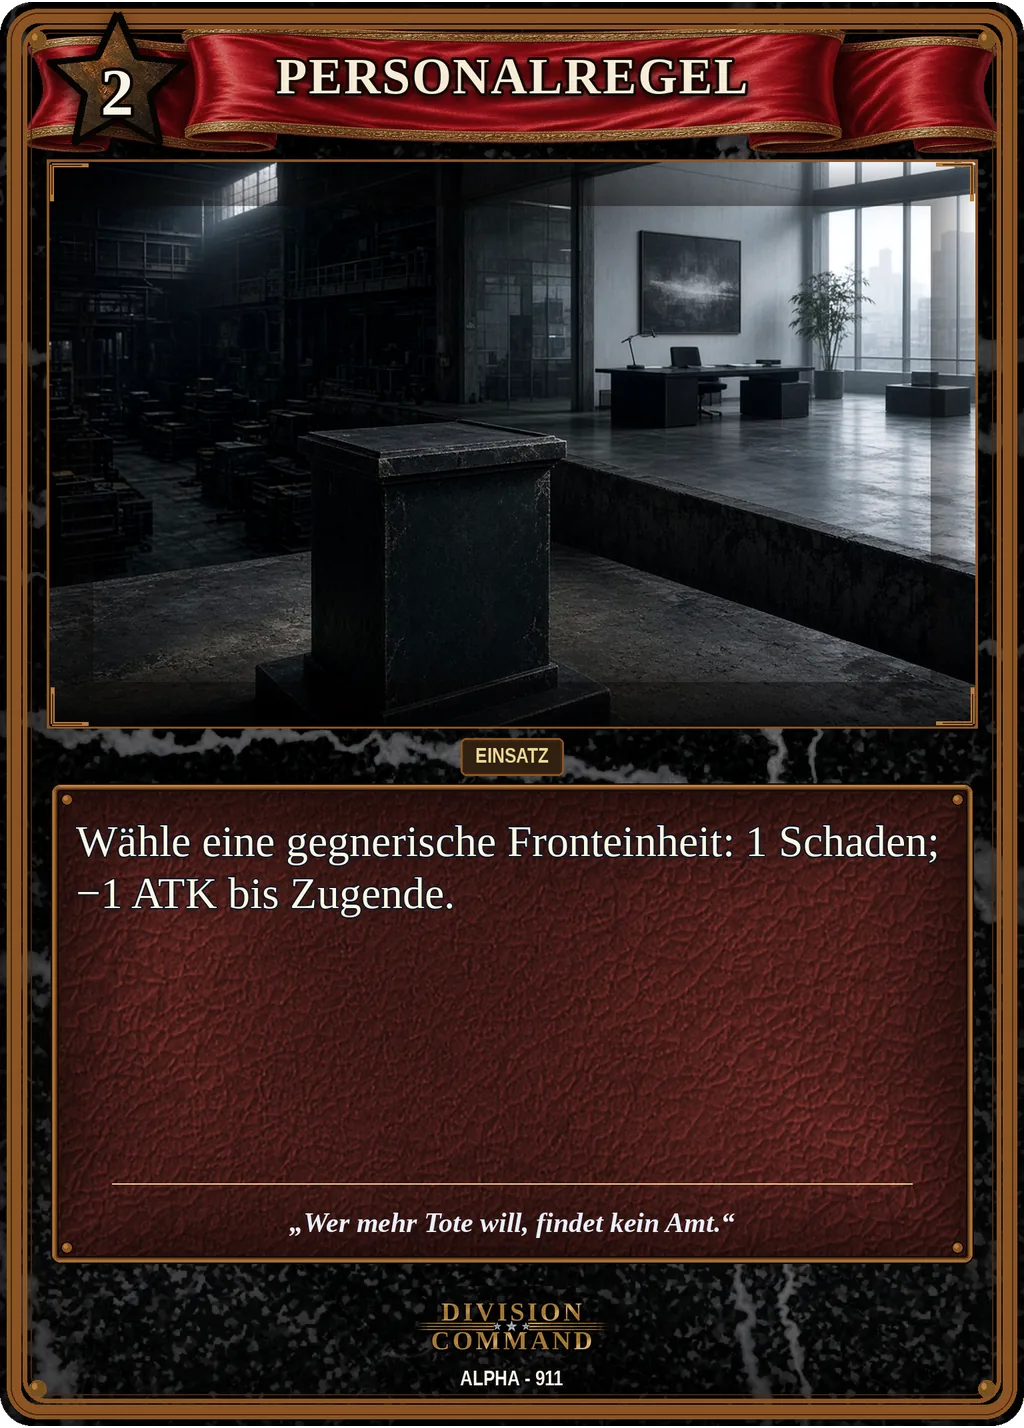 2
PERSONALREGEL
EINSATZ
Wähle eine gegnerische Fronteinheit: 1 Schaden;
−1 ATK bis Zugende.
„Wer mehr Tote will, findet kein Amt.“
DIVISION
COMMAND
ALPHA - 911